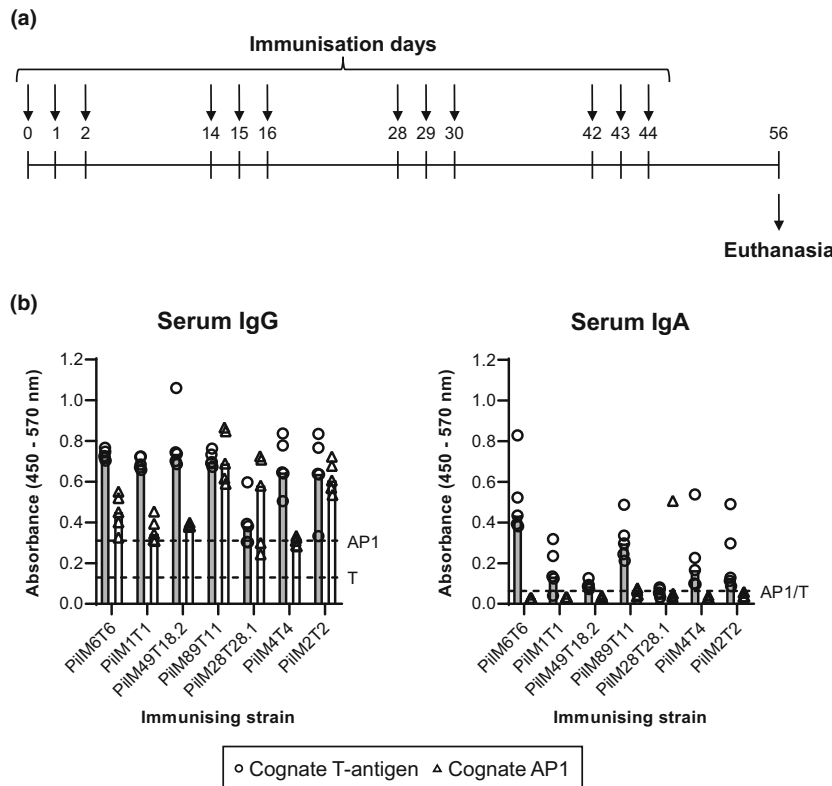 (a)
Immunisation days
0 1 2 14 15 16 28 29 30 42 43 44 56
Euthanasia
(b)
Serum IgG
Absorbance (450 - 570 nm)
1.2
1.0
0.8
0.6
0.4
0.2
0.0
AP1
T
PilM6T6
PilM1T1
PilM49T18.2
PilM89T11
PilM28T28.1
PilM4T4
PilM2T2
Immunising strain
Serum IgA
Absorbance (450 - 570 nm)
1.2
1.0
0.8
0.6
0.4
0.2
0.0
AP1/T
PilM6T6
PilM1T1
PilM49T18.2
PilM89T11
PilM28T28.1
PilM4T4
PilM2T2
Immunising strain
Cognate T-antigen Cognate AP1